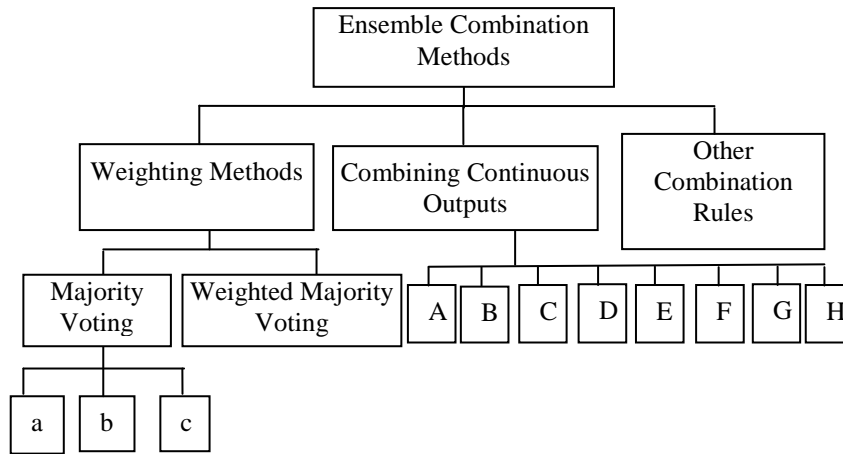 Ensemble Combination
Methods
Weighting Methods
Combining Continuous
Outputs
Other
Combination
Rules
Majority
Voting
Weighted Majority
Voting
A
B
C
D
E
F
G
H
a
b
c